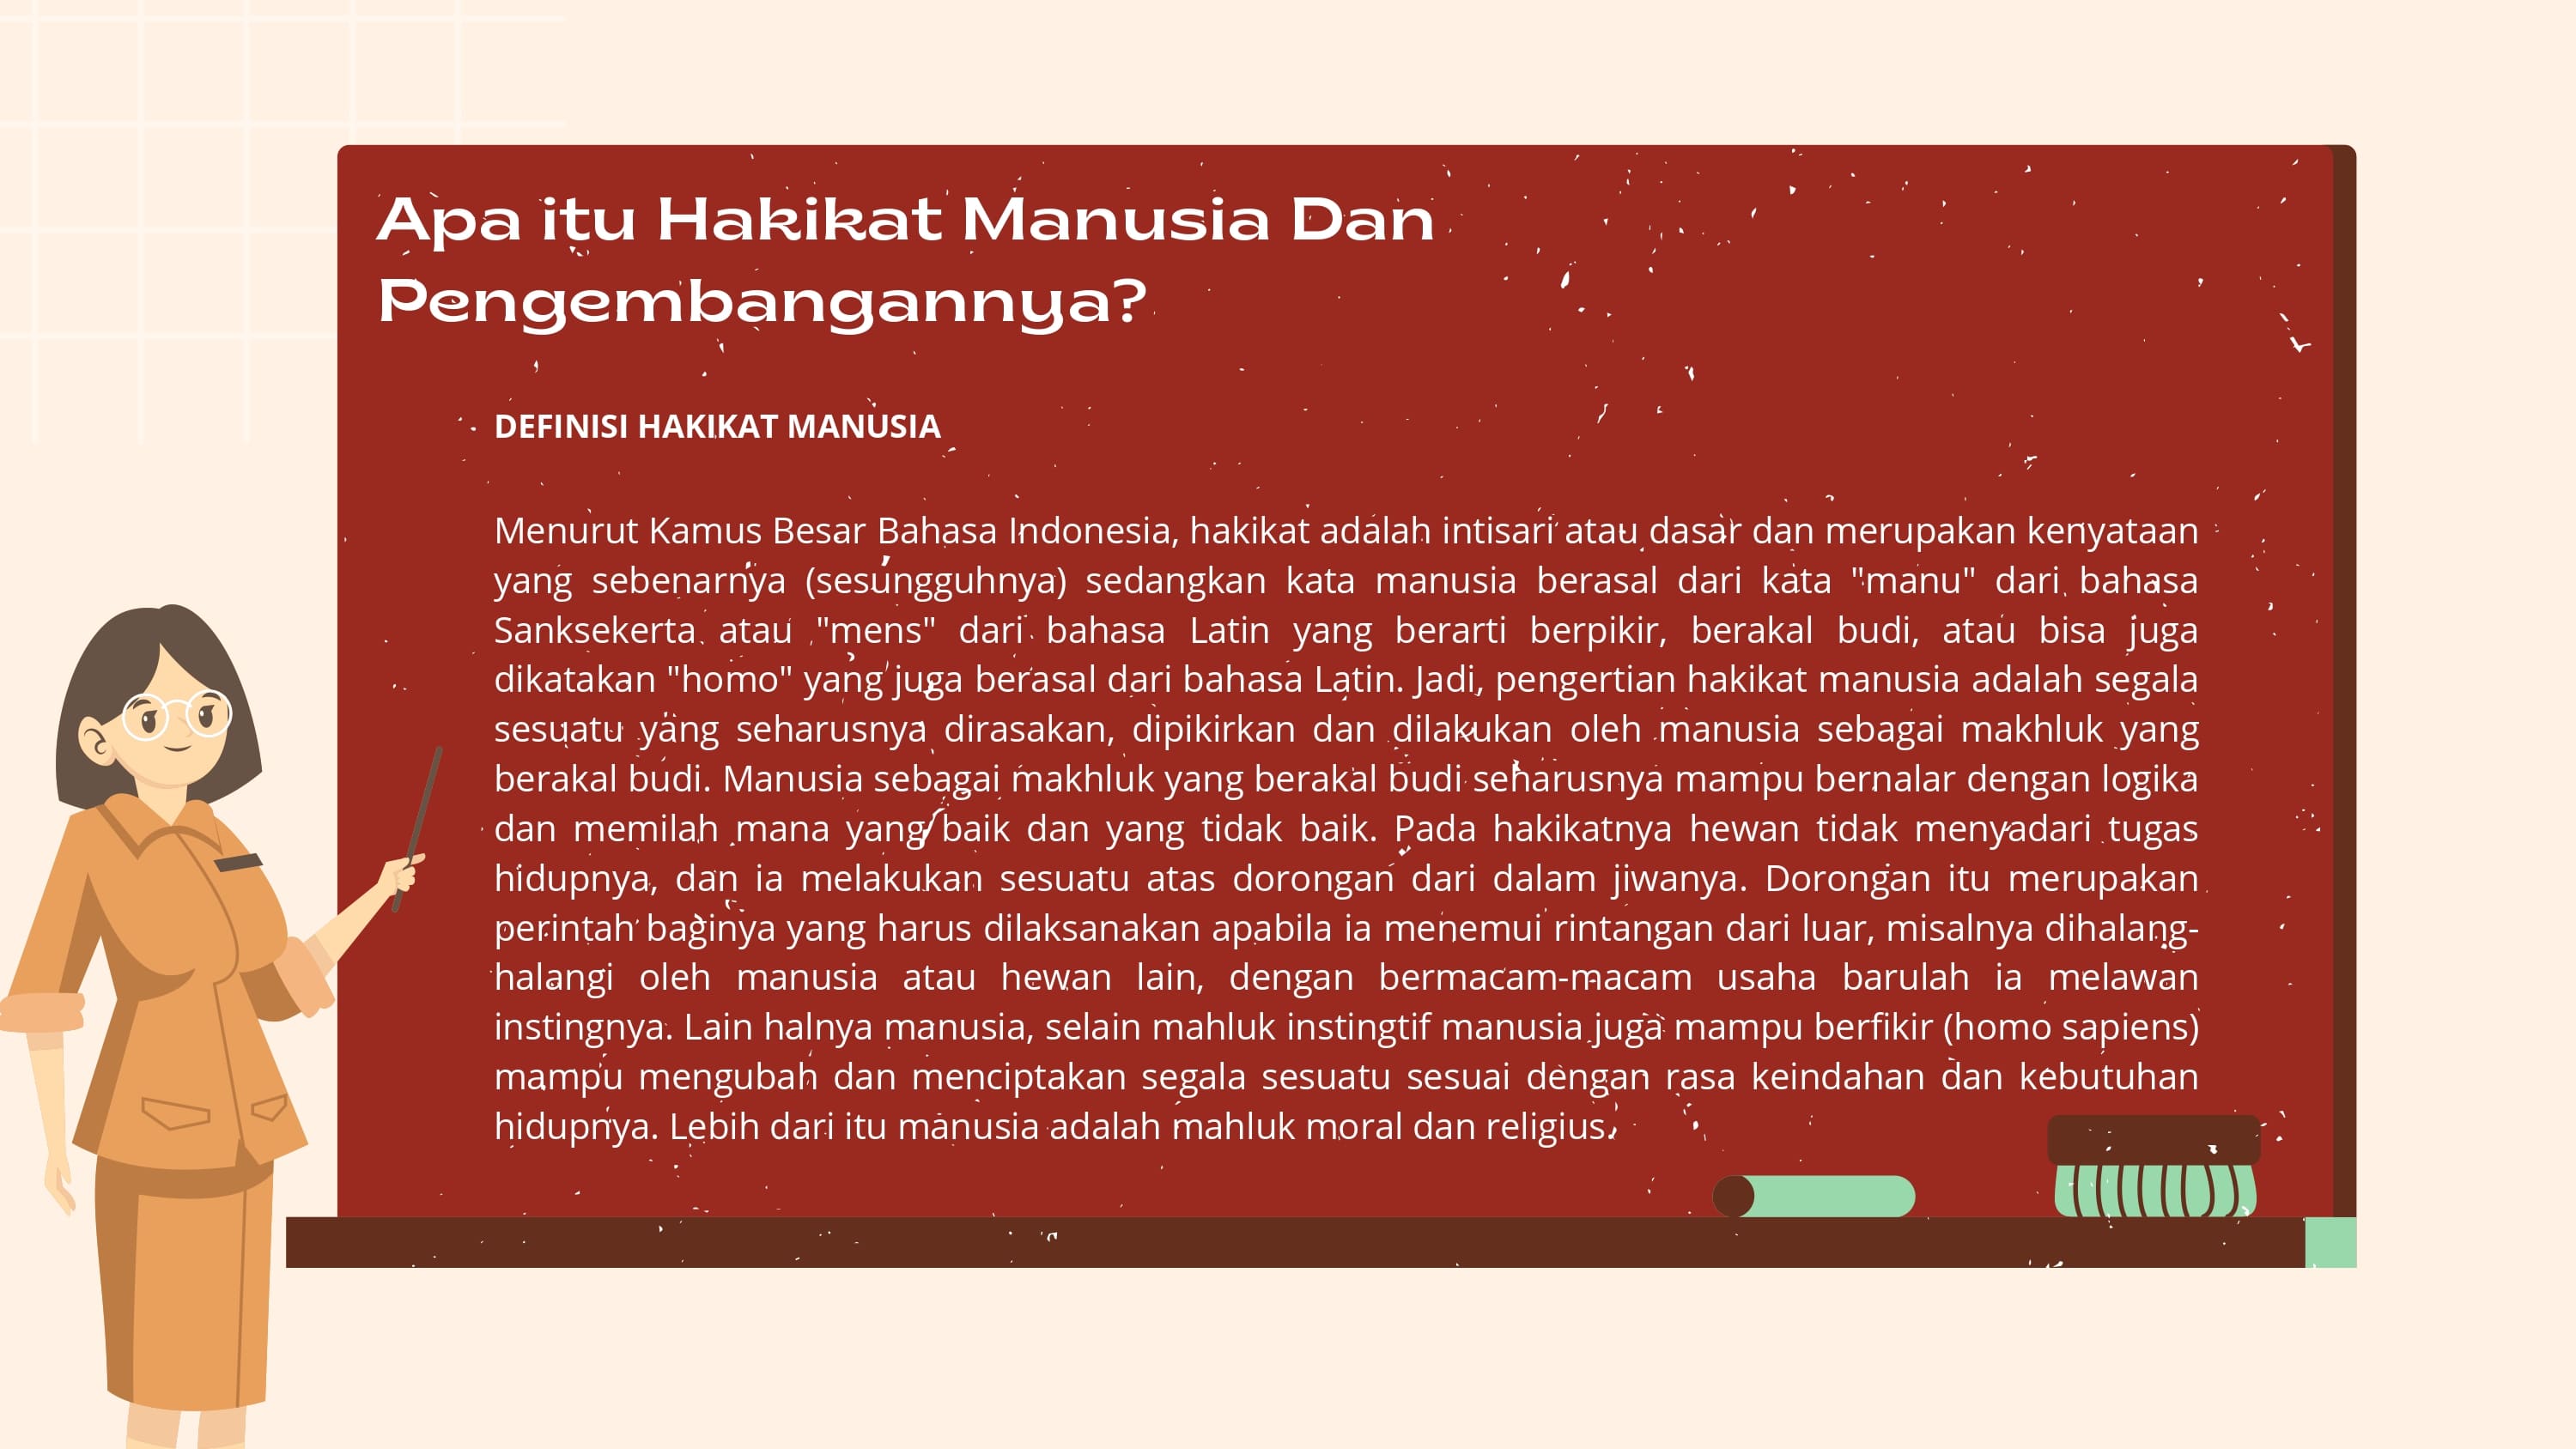 Apa itu Hakikat Manusia Dan
Pengembangannya?
DEFINISI HAKIKAT MANUSIA
Menurut Kamus Besar Bahasa Indonesia, hakikat adalah intisari atau dasar dan merupakan kenyataan
yang sebenarnya (sesungguhnya) sedangkan kata manusia berasal dari kata "manu" dari bahasa
Sanksekerta atau "mens" dari bahasa Latin yang berarti berpikir, berakal budi, atau bisa juga
dikatakan "homo" yang juga berasal dari bahasa Latin. Jadi, pengertian hakikat manusia adalah segala
sesuatu yang seharusnya dirasakan, dipikirkan dan dilakukan oleh manusia sebagai makhluk yang
berakal budi. Manusia sebagai makhluk yang berakal budi seharusnya mampu bernalar dengan logika
dan memilah mana yang baik dan yang tidak baik. Pada hakikatnya hewan tidak menyadari tugas
hidupnya, dan ia melakukan sesuatu atas dorongan dari dalam jiwanya. Dorongan itu merupakan
perintah baginya yang harus dilaksanakan apabila ia menemui rintangan dari luar, misalnya dihalang-
halangi oleh manusia atau hewan lain, dengan bermacam-macam usaha barulah ia melawan
instingnya. Lain halnya manusia, selain mahluk instingtif manusia juga mampu berfikir (homo sapiens)
mampu mengubah dan menciptakan segala sesuatu sesuai dengan rasa keindahan dan kebutuhan
hidupnya. Lebih dari itu manusia adalah mahluk moral dan religius.